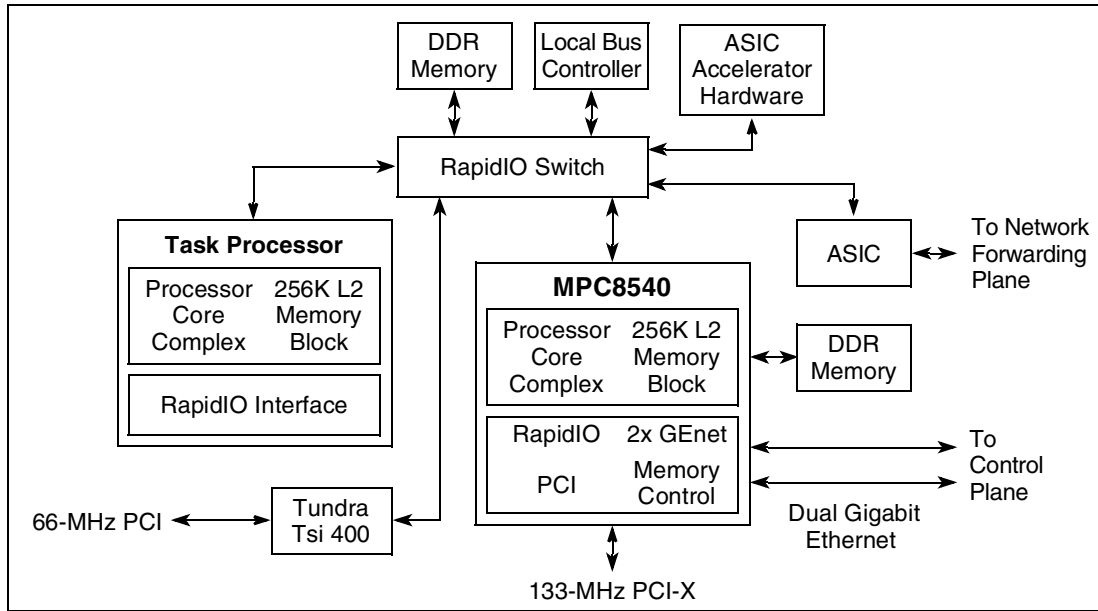 DDR
Memory
Local Bus
Controller
ASIC
Accelerator
Hardware
RapidIO Switch
Task Processor
Processor 256K L2
Core Memory
Complex Block
RapidIO Interface
ASIC
To Network
Forwarding
Plane
MPC8540
Processor 256K L2
Core Memory
Complex Block
DDR
Memory
RapidIO 2x GEnet
PCI
Memory
Control
To
Control
Plane
Dual Gigabit
Ethernet
66-MHz PCI
Tundra
Tsi 400
133-MHz PCI-X